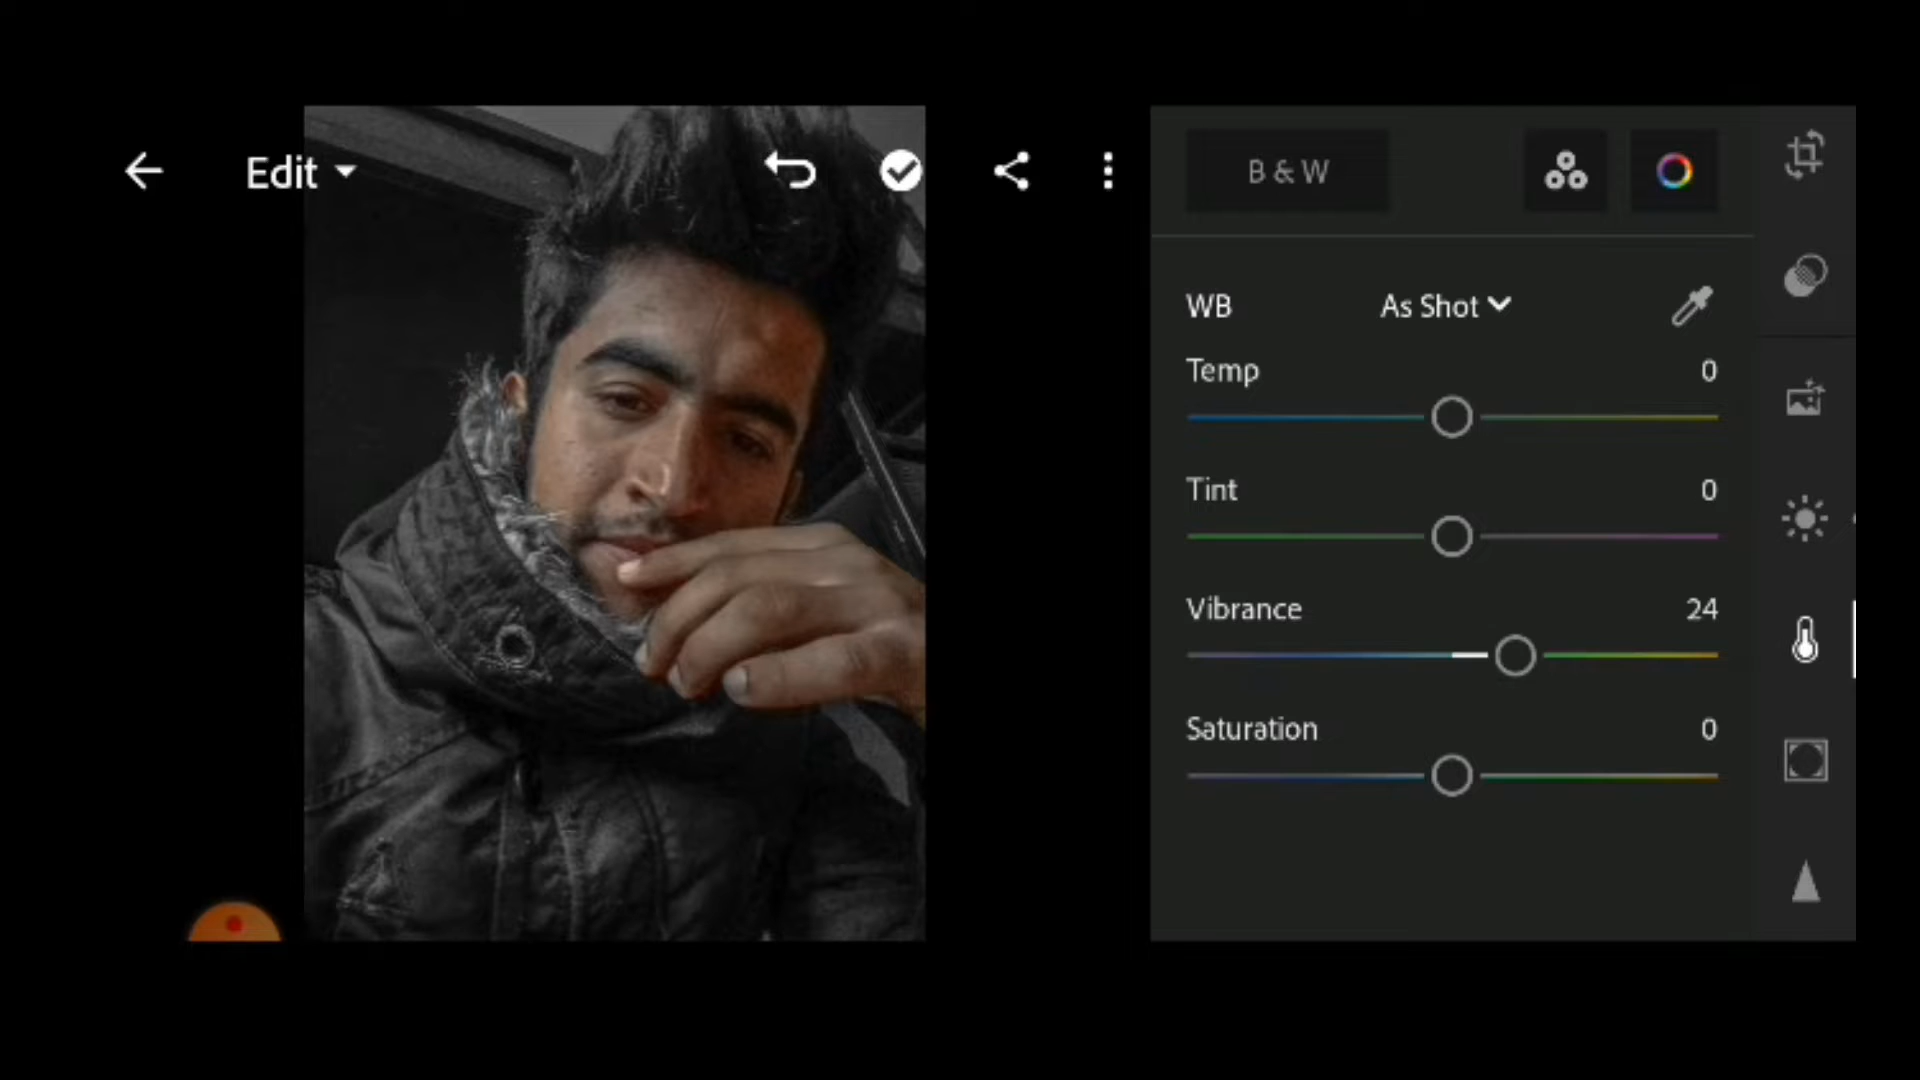 Edit
B & W
WB As Shot
Temp 0
Tint 0
Vibrance 24
Saturation 0